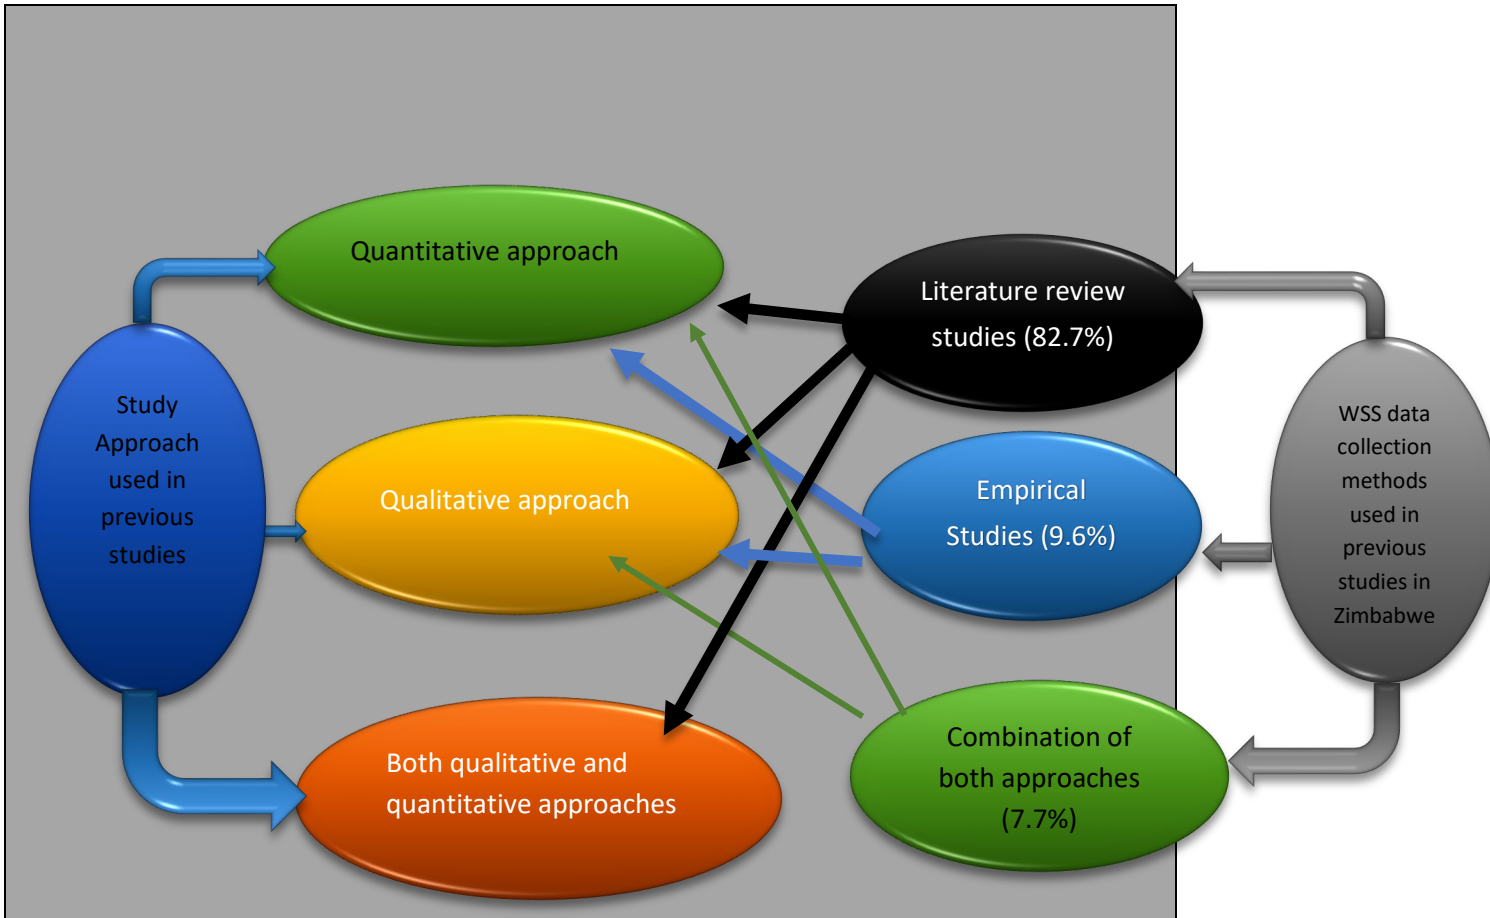 Quantitative approach
Literature review
studies (82.7%)
Study
Approach
used in
previous
studies
WSS data
collection
methods
used in
previous
studies in
Zimbabwe
Qualitative approach
Empirical
Studies (9.6%)
Both qualitative and
quantitative approaches
Combination of
both approaches
(7.7%)